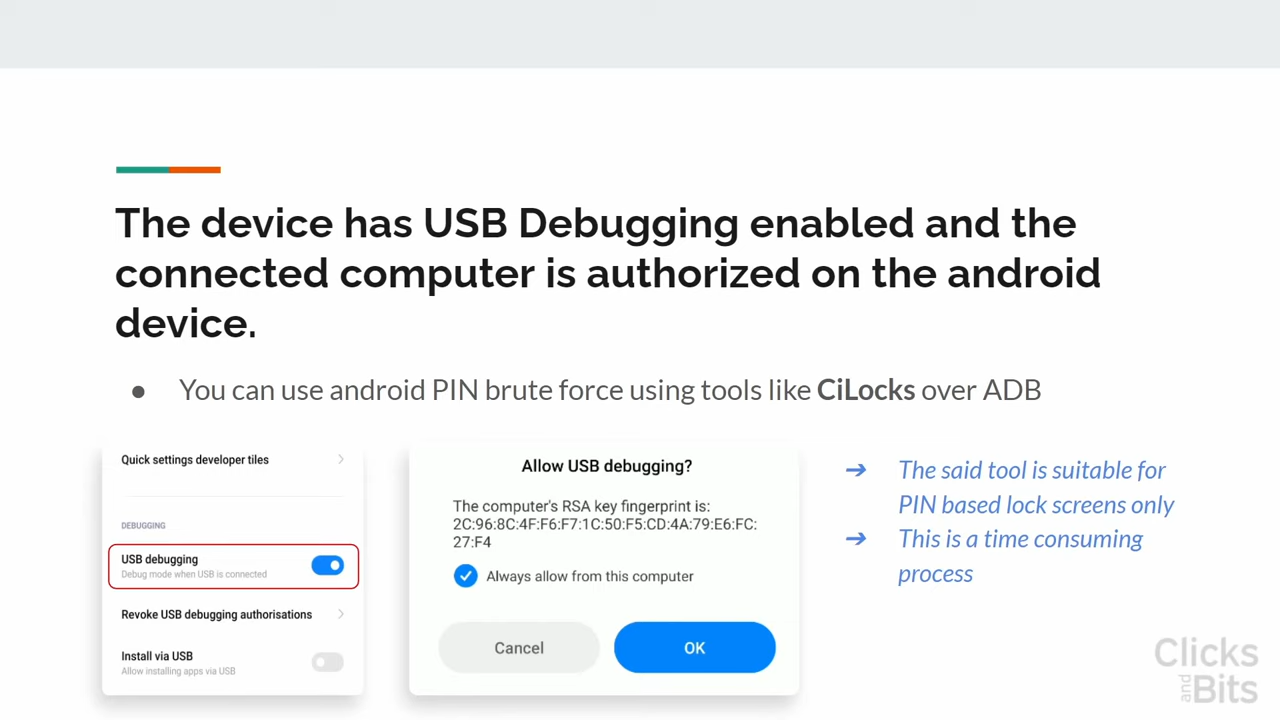 The device has USB Debugging enabled and the
connected computer is authorized on the android
device.
● You can use android PIN brute force using tools like CiLocks over ADB
Quick settings developer tiles
DEBUGGING
USB debugging
Debug mode when USB is connected
Revoke USB debugging authorisations
Install via USB
Allow installing apps via USB
Allow USB debugging?
The computer's RSA key fingerprint is:
2C:96:8C:4F:F6:F7:1C:50:F5:CD:4A:79:E6:FC:
27:F4
Always allow from this computer
Cancel
OK
➔ The said tool is suitable for
PIN based lock screens only
➔ This is a time consuming
process
Clicks
and Bits